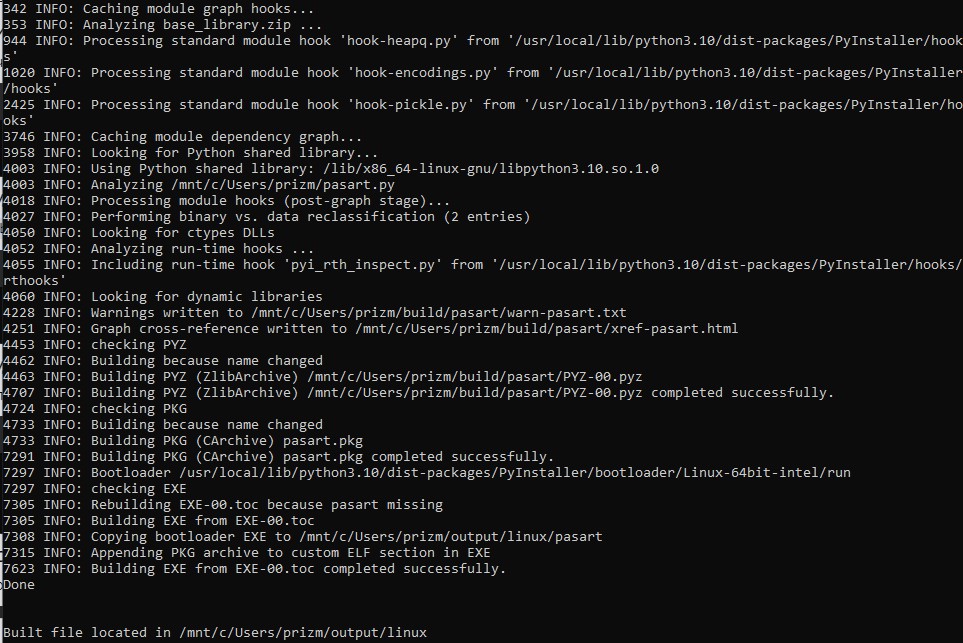 342 INFO: Caching module graph hooks...
353 INFO: Analyzing base_library.zip ...
944 INFO: Processing standard module hook 'hook-heapq.py' from '/usr/local/lib/python3.10/dist-packages/PyInstaller/hook
s'
1020 INFO: Processing standard module hook 'hook-encodings.py' from '/usr/local/lib/python3.10/dist-packages/PyInstaller
/hooks'
2425 INFO: Processing standard module hook 'hook-pickle.py' from '/usr/local/lib/python3.10/dist-packages/PyInstaller/ho
oks'
3746 INFO: Caching module dependency graph...
3958 INFO: Looking for Python shared library...
4003 INFO: Using Python shared library: /lib/x86_64-linux-gnu/libpython3.10.so.1.0
4003 INFO: Analyzing /mnt/c/Users/prizm/pasart.py
4018 INFO: Processing module hooks (post-graph stage)...
4027 INFO: Performing binary vs. data reclassification (2 entries)
4050 INFO: Looking for ctypes DLLs
4052 INFO: Analyzing run-time hooks ...
4055 INFO: Including run-time hook 'pyi_rth_inspect.py' from '/usr/local/lib/python3.10/dist-packages/PyInstaller/hooks/
rthooks'
4060 INFO: Looking for dynamic libraries
4228 INFO: Warnings written to /mnt/c/Users/prizm/build/pasart/warn-pasart.txt
4251 INFO: Graph cross-reference written to /mnt/c/Users/prizm/build/pasart/xref-pasart.html
4453 INFO: checking PYZ
4462 INFO: Building because name changed
4463 INFO: Building PYZ (ZlibArchive) /mnt/c/Users/prizm/build/pasart/PYZ-00.pyz
4707 INFO: Building PYZ (ZlibArchive) /mnt/c/Users/prizm/build/pasart/PYZ-00.pyz completed successfully.
4724 INFO: checking PKG
4733 INFO: Building because name changed
4733 INFO: Building PKG (CArchive) pasart.pkg
7291 INFO: Building PKG (CArchive) pasart.pkg completed successfully.
7297 INFO: Bootloader /usr/local/lib/python3.10/dist-packages/PyInstaller/bootloader/Linux-64bit-intel/run
7297 INFO: checking EXE
7305 INFO: Rebuilding EXE-00.toc because pasart missing
7305 INFO: Building EXE from EXE-00.toc
7308 INFO: Copying bootloader EXE to /mnt/c/Users/prizm/output/linux/pasart
7315 INFO: Appending PKG archive to custom ELF section in EXE
7623 INFO: Building EXE from EXE-00.toc completed successfully.
Done
Built file located in /mnt/c/Users/prizm/output/linux